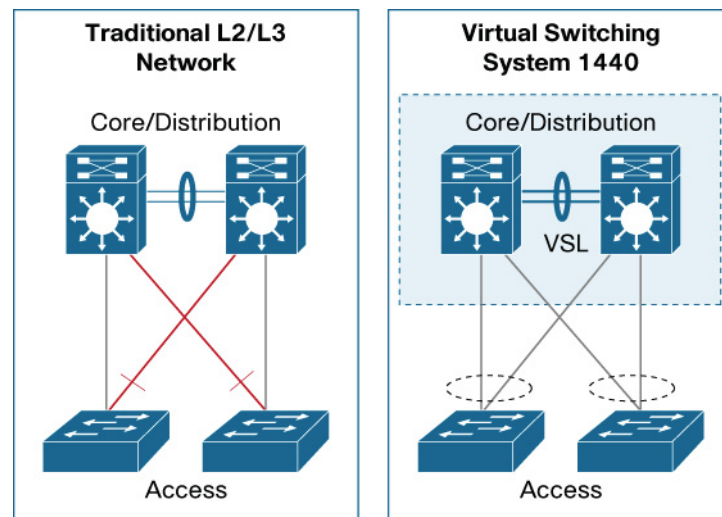 Traditional L2/L3
Network
Core/Distribution
Access
Virtual Switching
System 1440
Core/Distribution
VSL
Access